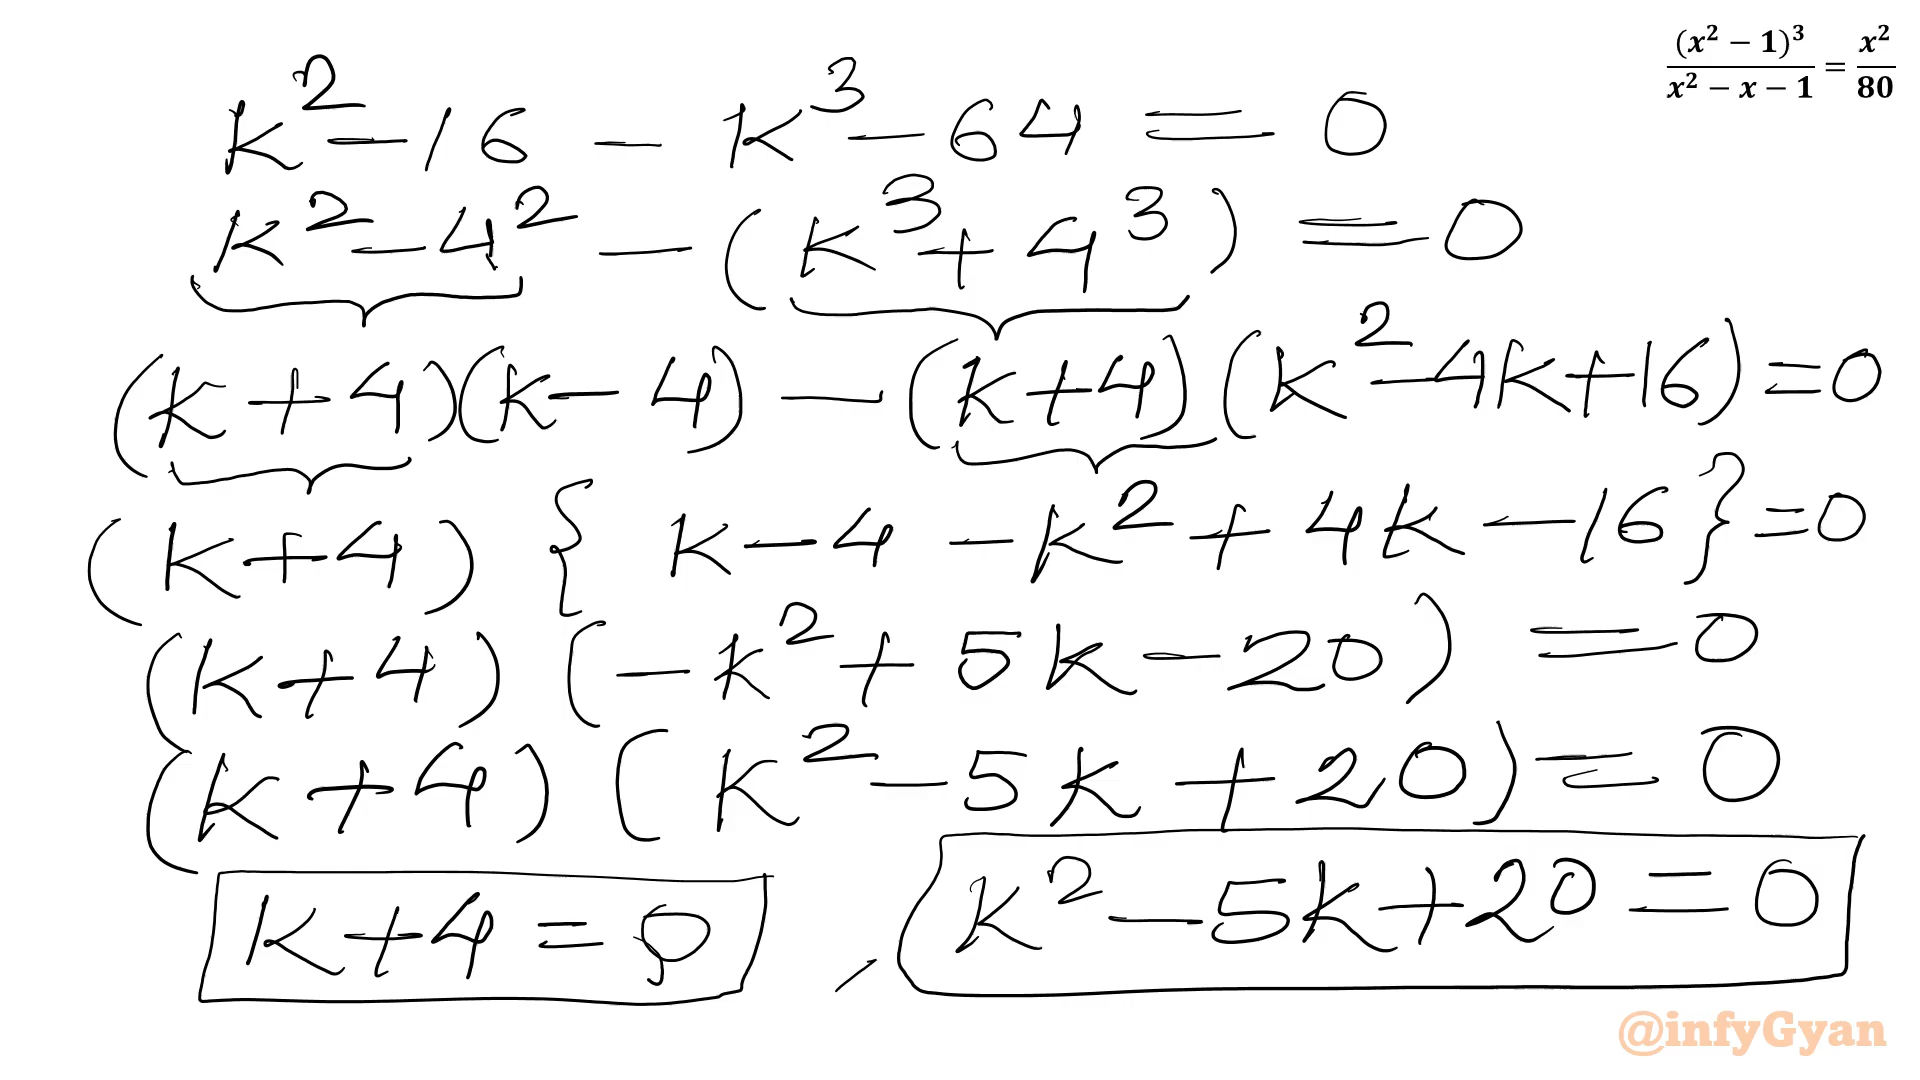 (x² − 1)³ / (x² − x − 1) = x² / 80
k² − 16 − k³ − 64 = 0
k² − 4² − (k³ + 4³) = 0
(k + 4)(k − 4) − (k+4)(k² − 4k + 16) = 0
(k+4) { k − 4 − k² + 4k − 16 } = 0
(k+4) (− k² + 5k − 20) = 0
(k+4) (k² − 5k + 20) = 0
k + 4 = 0 , k² − 5k + 20 = 0
@infyGyan